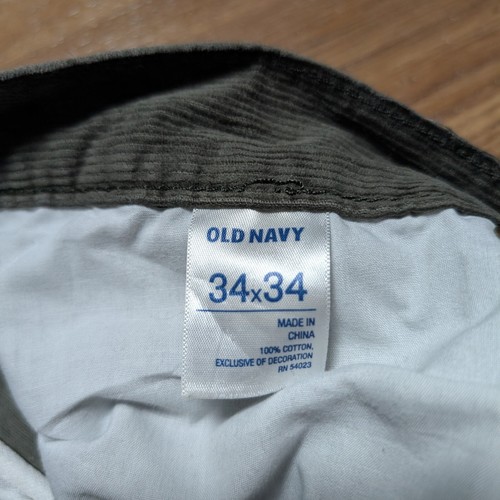 OLD NAVY
34x34
MADE IN
CHINA
100% COTTON,
EXCLUSIVE OF DECORATION
RN 54023